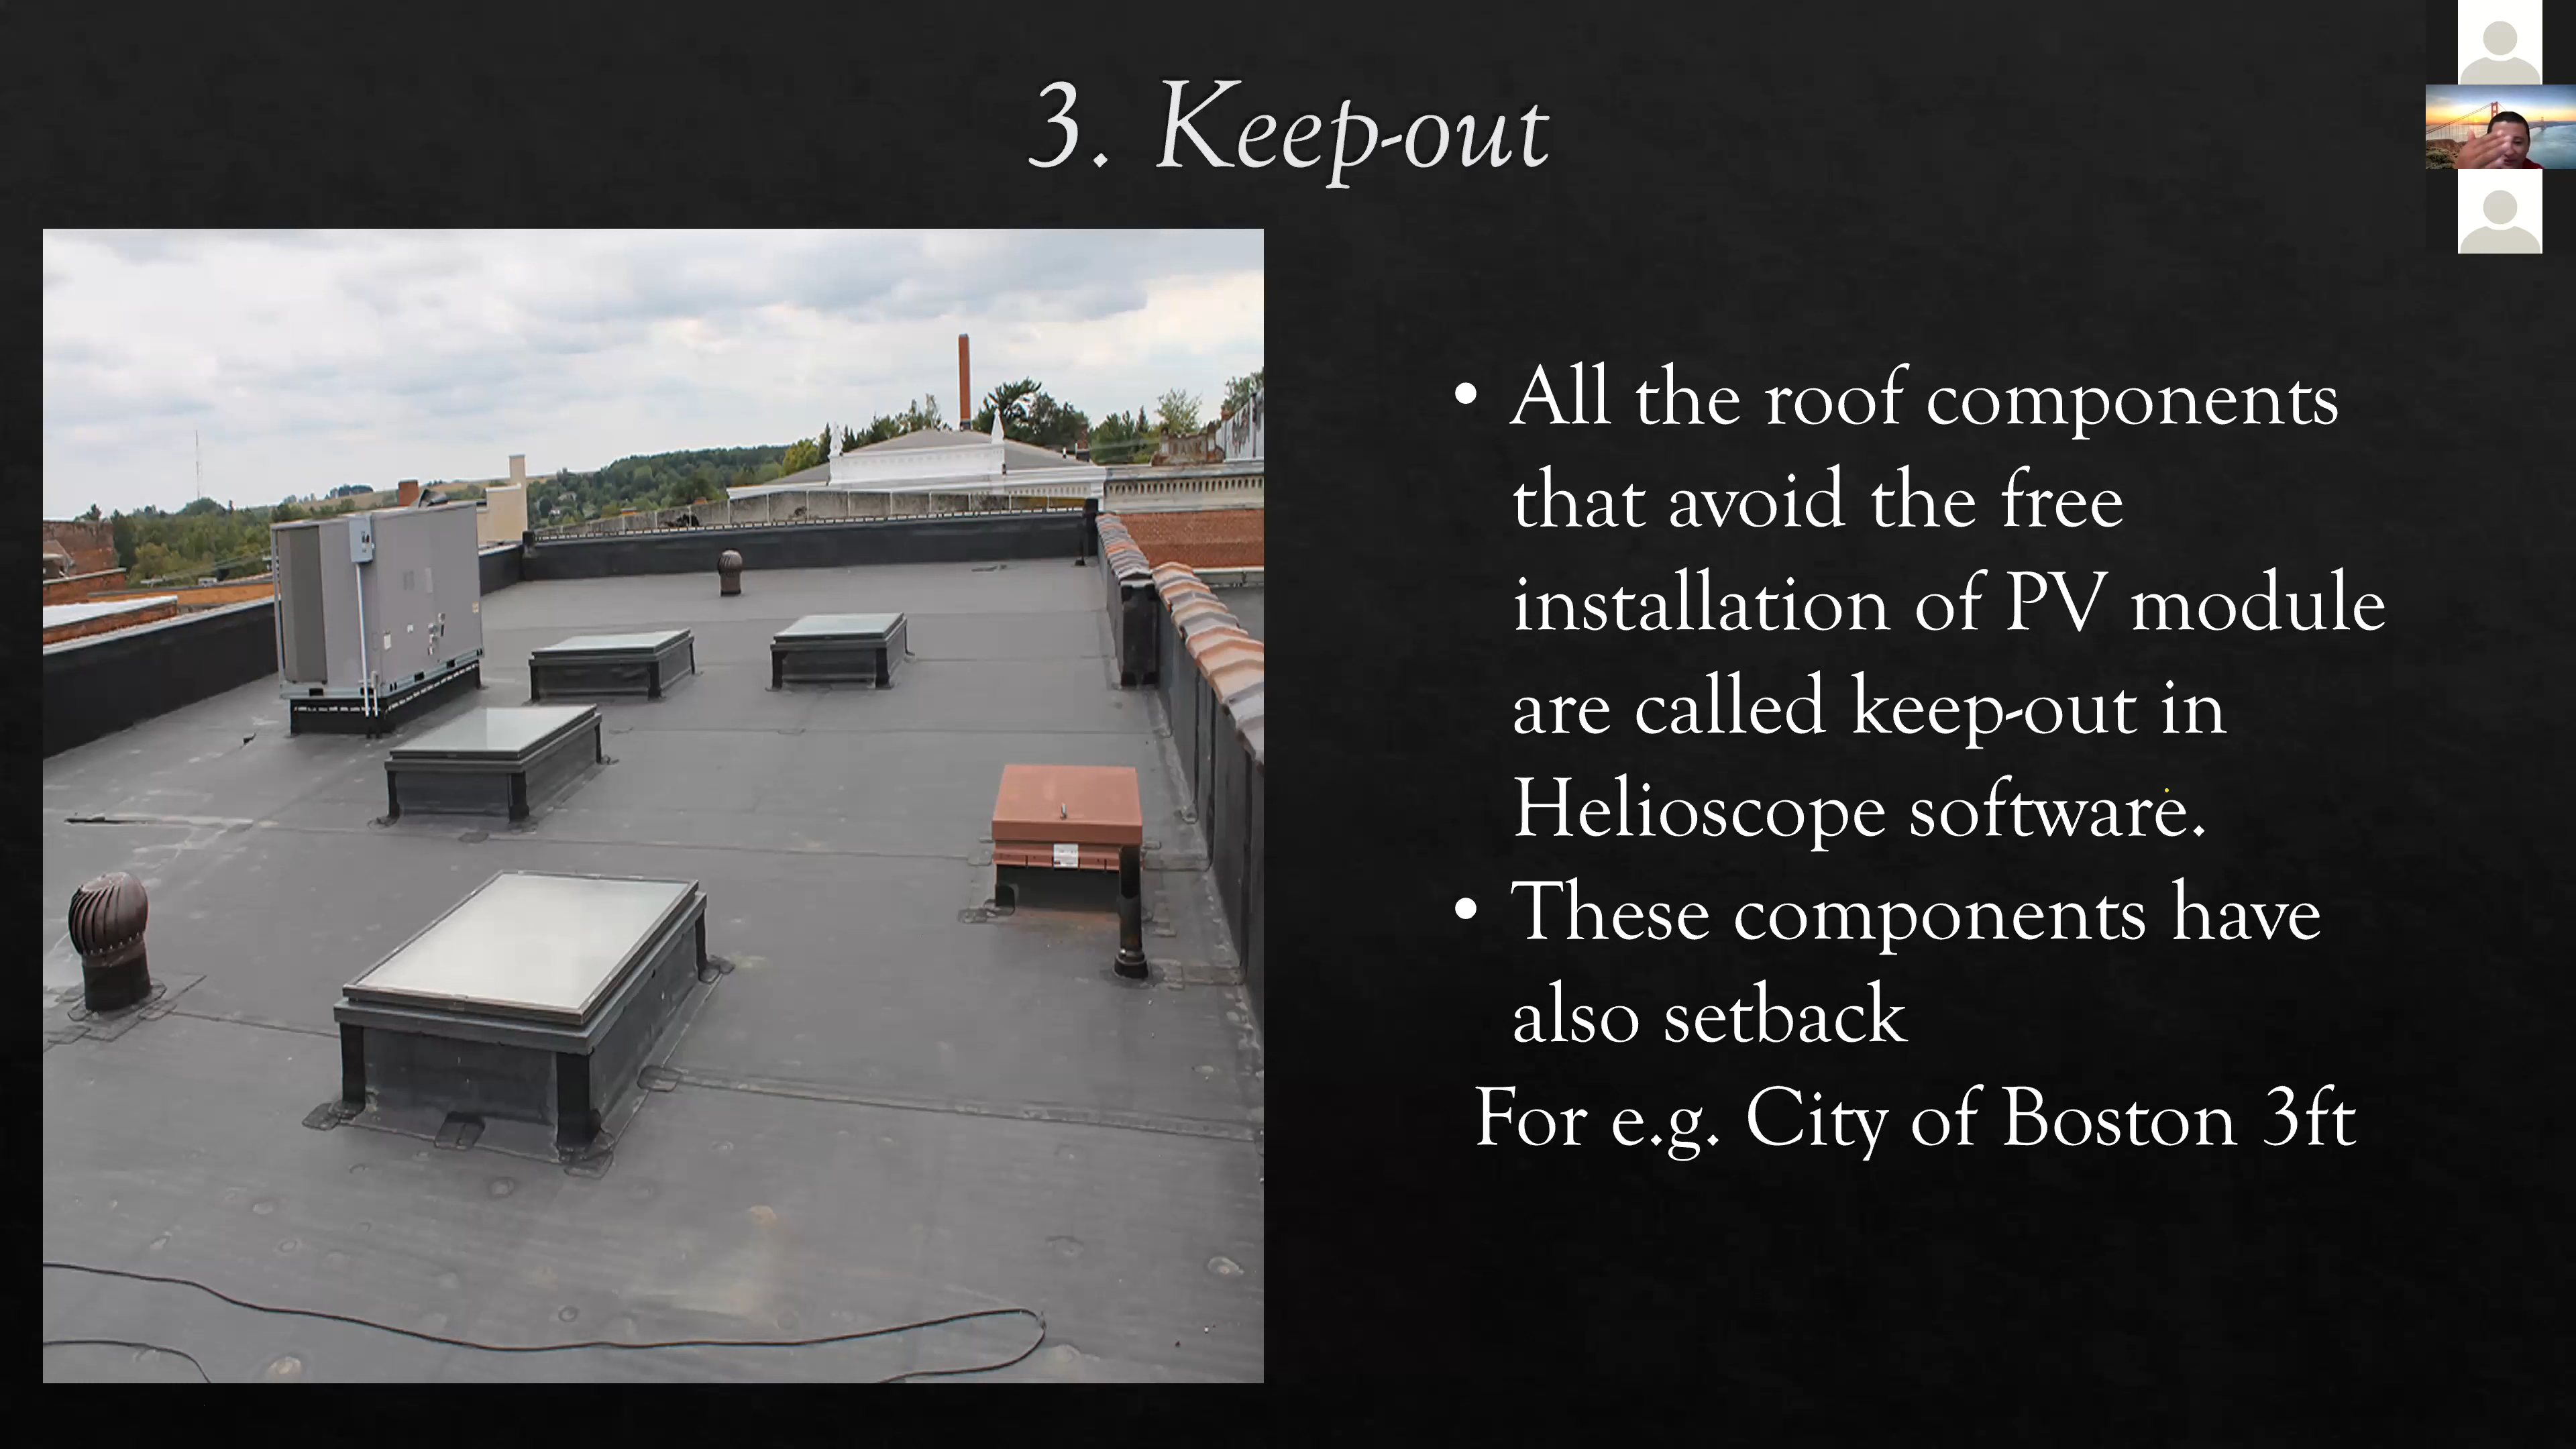 3. Keep-out
• All the roof components
that avoid the free
installation of PV module
are called keep-out in
Helioscope software.
• These components have
also setback
For e.g. City of Boston 3ft